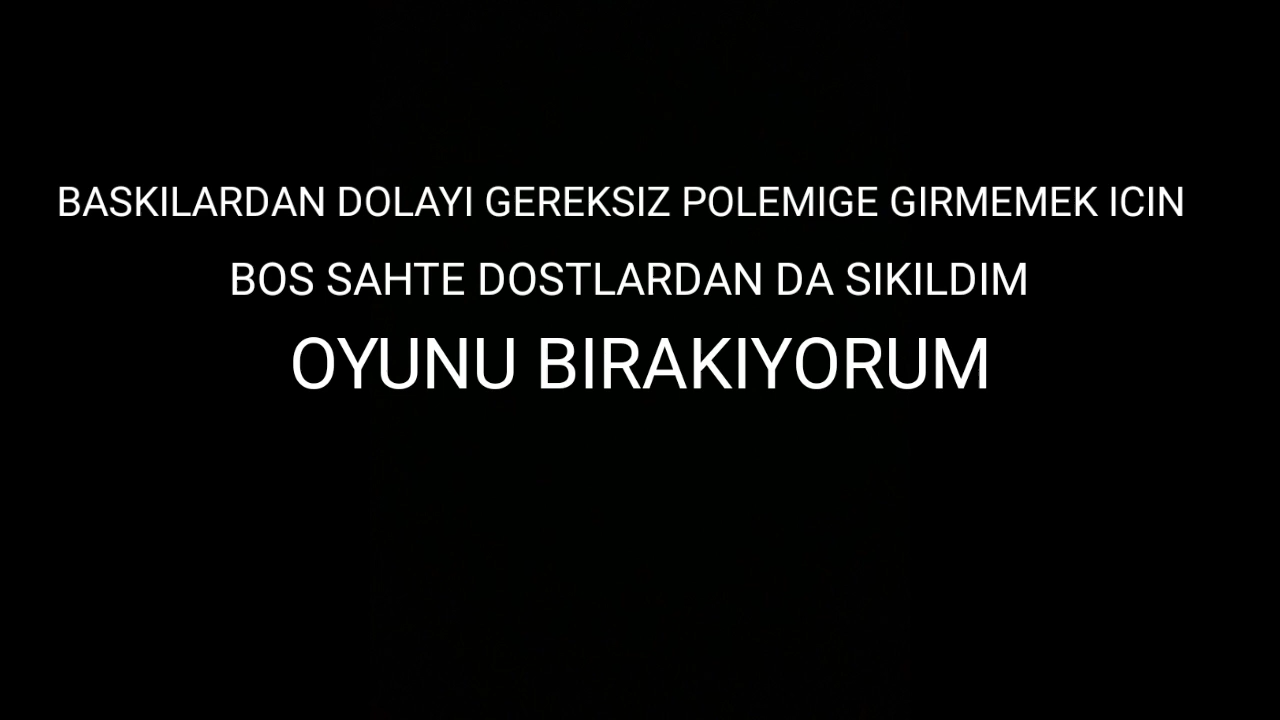 BASKILARDAN DOLAYI GEREKSIZ POLEMIGE GIRMEMEK ICIN
BOS SAHTE DOSTLARDAN DA SIKILDIM
OYUNU BIRAKIYORUM